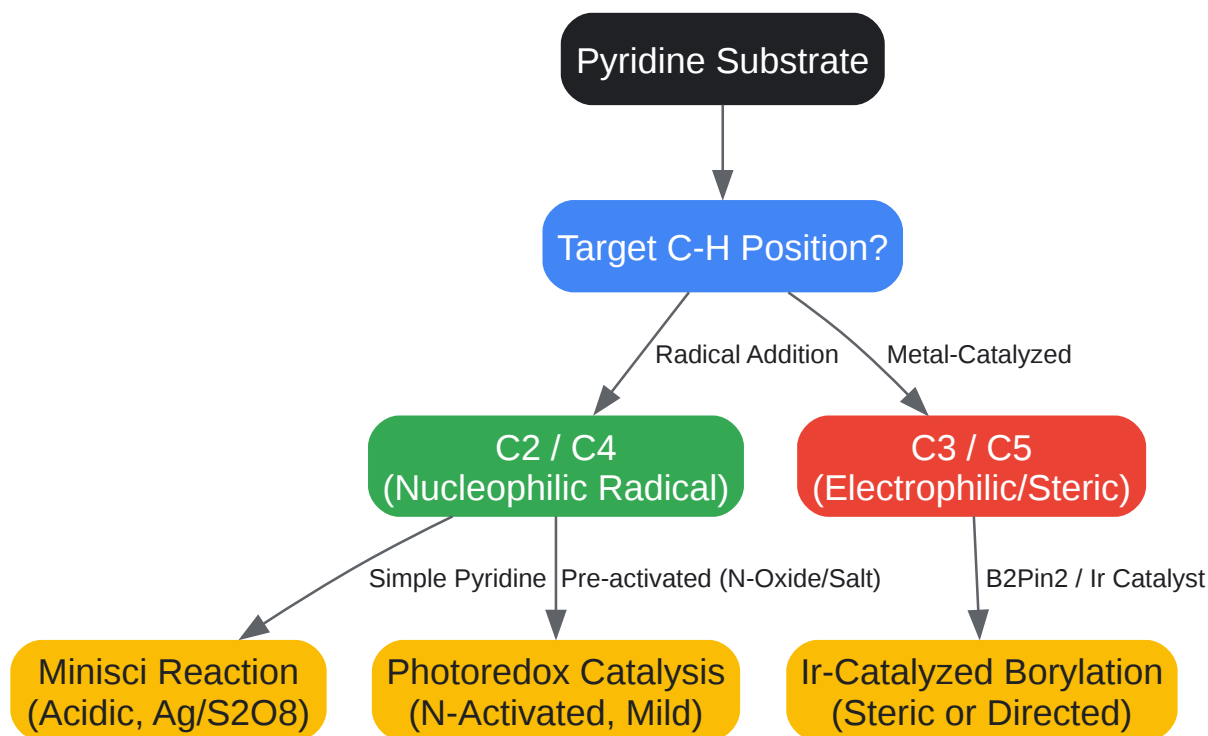 Pyridine Substrate
Target C-H Position?
Radical Addition
Metal-Catalyzed
C2 / C4
(Nucleophilic Radical)
C3 / C5
(Electrophilic/Steric)
Simple Pyridine
Pre-activated (N-Oxide/Salt)
B2Pin2 / Ir Catalyst
Minisci Reaction
(Acidic, Ag/S2O8)
Photoredox Catalysis
(N-Activated, Mild)
Ir-Catalyzed Borylation
(Steric or Directed)